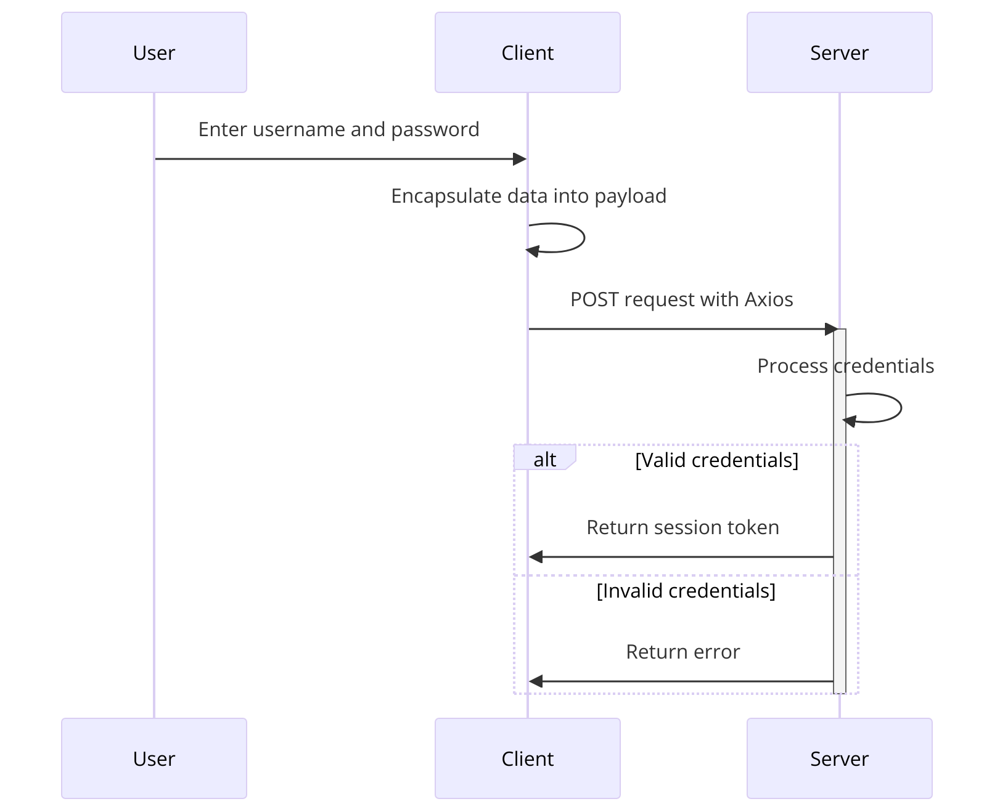 User
Client
Server
Enter username and password
Encapsulate data into payload
POST request with Axios
Process credentials
alt
[Valid credentials]
Return session token
[Invalid credentials]
Return error
User
Client
Server